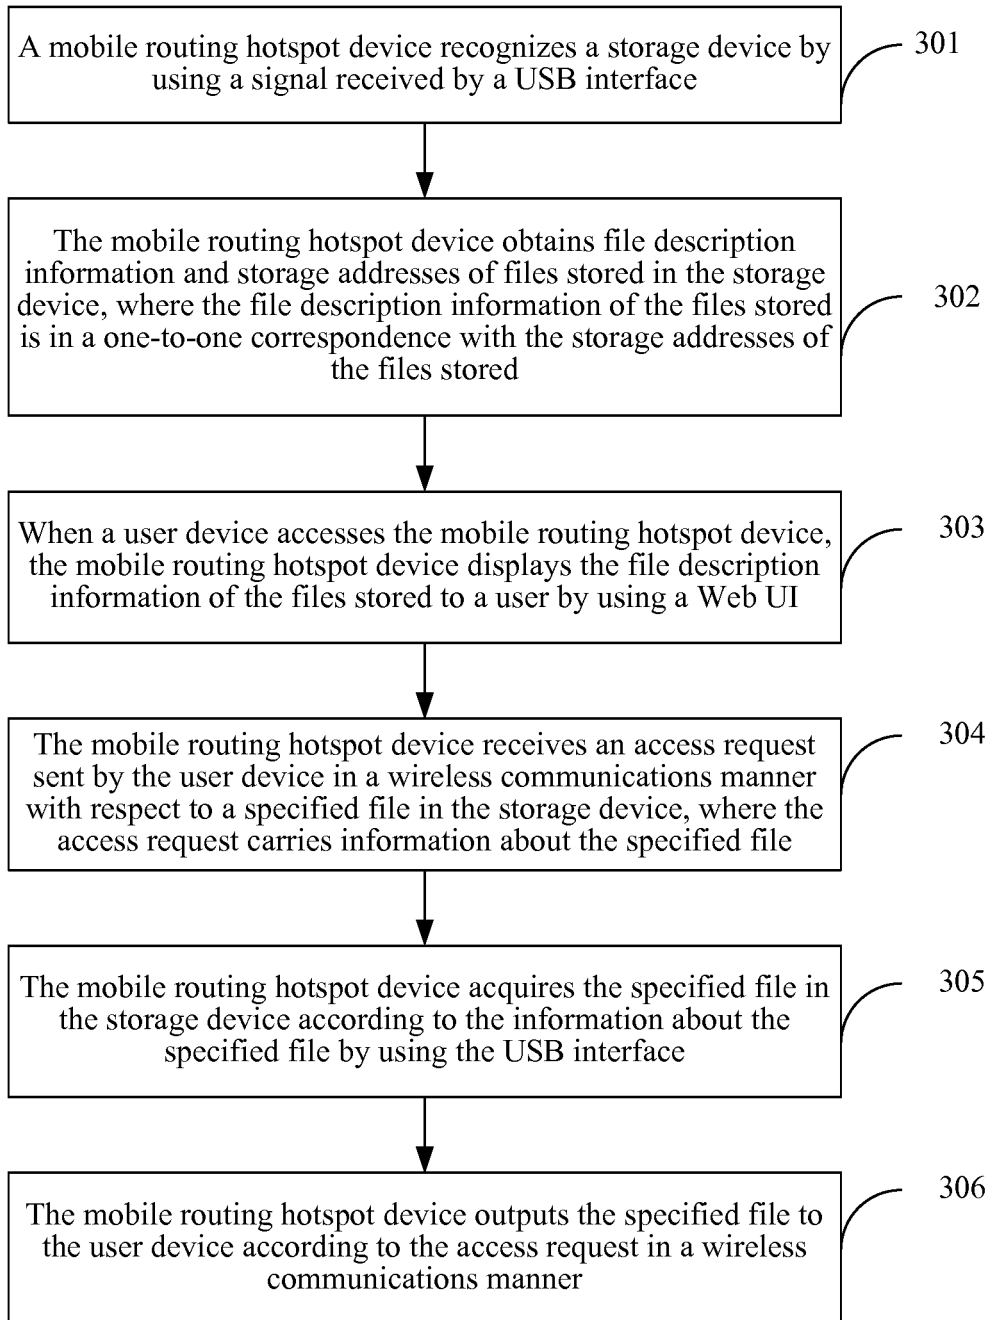 A mobile routing hotspot device recognizes a storage device by
using a signal received by a USB interface
301
The mobile routing hotspot device obtains file description
information and storage addresses of files stored in the storage
device, where the file description information of the files stored
is in a one-to-one correspondence with the storage addresses of
the files stored
302
When a user device accesses the mobile routing hotspot device,
the mobile routing hotspot device displays the file description
information of the files stored to a user by using a Web UI
303
The mobile routing hotspot device receives an access request
sent by the user device in a wireless communications manner
with respect to a specified file in the storage device, where the
access request carries information about the specified file
304
The mobile routing hotspot device acquires the specified file in
the storage device according to the information about the
specified file by using the USB interface
305
The mobile routing hotspot device outputs the specified file to
the user device according to the access request in a wireless
communications manner
306